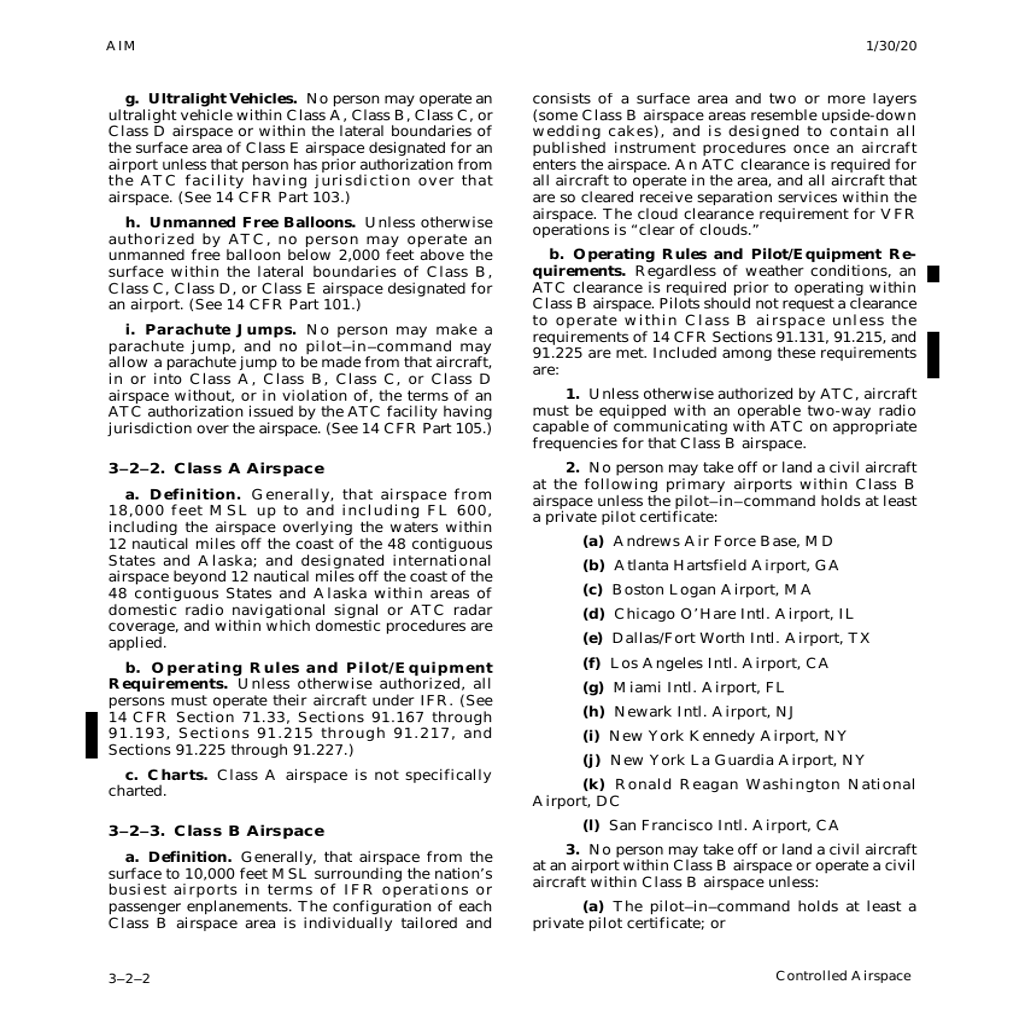 AIM
1/30/20
g. Ultralight Vehicles. No person may operate an
ultralight vehicle within Class A, Class B, Class C, or
Class D airspace or within the lateral boundaries of
the surface area of Class E airspace designated for an
airport unless that person has prior authorization from
the ATC facility having jurisdiction over that
airspace. (See 14 CFR Part 103.)
h. Unmanned Free Balloons. Unless otherwise
authorized by ATC, no person may operate an
unmanned free balloon below 2,000 feet above the
surface within the lateral boundaries of Class B,
Class C, Class D, or Class E airspace designated for
an airport. (See 14 CFR Part 101.)
i. Parachute Jumps. No person may make a
parachute jump, and no pilot–in–command may
allow a parachute jump to be made from that aircraft,
in or into Class A, Class B, Class C, or Class D
airspace without, or in violation of, the terms of an
ATC authorization issued by the ATC facility having
jurisdiction over the airspace. (See 14 CFR Part 105.)
3–2–2. Class A Airspace
a. Definition. Generally, that airspace from
18,000 feet MSL up to and including FL 600,
including the airspace overlying the waters within
12 nautical miles off the coast of the 48 contiguous
States and Alaska; and designated international
airspace beyond 12 nautical miles off the coast of the
48 contiguous States and Alaska within areas of
domestic radio navigational signal or ATC radar
coverage, and within which domestic procedures are
applied.
b. Operating Rules and Pilot/Equipment
Requirements. Unless otherwise authorized, all
persons must operate their aircraft under IFR. (See
14 CFR Section 71.33, Sections 91.167 through
91.193, Sections 91.215 through 91.217, and
Sections 91.225 through 91.227.)
c. Charts. Class A airspace is not specifically
charted.
3–2–3. Class B Airspace
a. Definition. Generally, that airspace from the
surface to 10,000 feet MSL surrounding the nation's
busiest airports in terms of IFR operations or
passenger enplanements. The configuration of each
Class B airspace area is individually tailored and
consists of a surface area and two or more layers
(some Class B airspace areas resemble upside-down
wedding cakes), and is designed to contain all
published instrument procedures once an aircraft
enters the airspace. An ATC clearance is required for
all aircraft to operate in the area, and all aircraft that
are so cleared receive separation services within the
airspace. The cloud clearance requirement for VFR
operations is “clear of clouds.”
b. Operating Rules and Pilot/Equipment Re-
quirements. Regardless of weather conditions, an
ATC clearance is required prior to operating within
Class B airspace. Pilots should not request a clearance
to operate within Class B airspace unless the
requirements of 14 CFR Sections 91.131, 91.215, and
91.225 are met. Included among these requirements
are:
1. Unless otherwise authorized by ATC, aircraft
must be equipped with an operable two-way radio
capable of communicating with ATC on appropriate
frequencies for that Class B airspace.
2. No person may take off or land a civil aircraft
at the following primary airports within Class B
airspace unless the pilot–in–command holds at least
a private pilot certificate:
(a) Andrews Air Force Base, MD
(b) Atlanta Hartsfield Airport, GA
(c) Boston Logan Airport, MA
(d) Chicago O'Hare Intl. Airport, IL
(e) Dallas/Fort Worth Intl. Airport, TX
(f) Los Angeles Intl. Airport, CA
(g) Miami Intl. Airport, FL
(h) Newark Intl. Airport, NJ
(i) New York Kennedy Airport, NY
(j) New York La Guardia Airport, NY
(k) Ronald Reagan Washington National
Airport, DC
(l) San Francisco Intl. Airport, CA
3. No person may take off or land a civil aircraft
at an airport within Class B airspace or operate a civil
aircraft within Class B airspace unless:
(a) The pilot–in–command holds at least a
private pilot certificate; or
3–2–2
Controlled Airspace